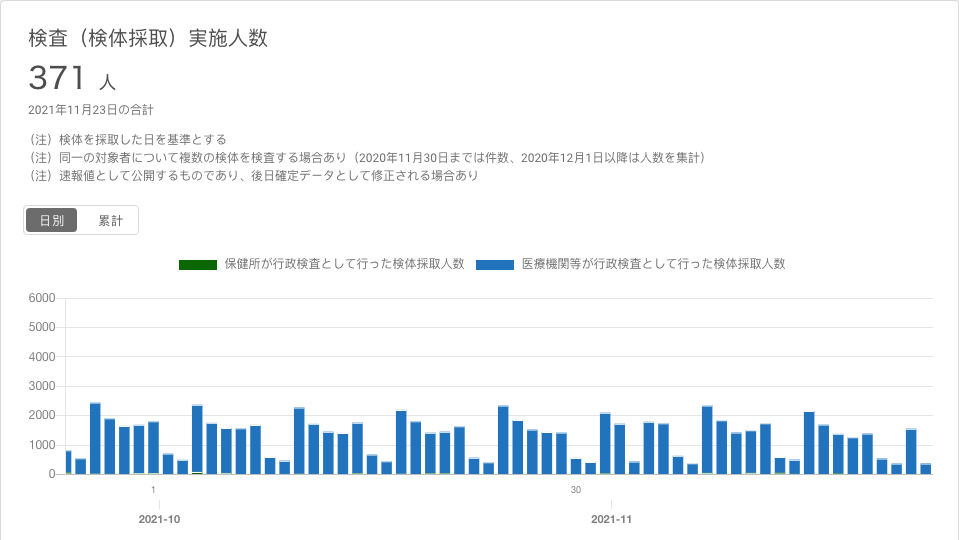 検査（検体採取）実施人数
371 人
2021年11月23日の合計
（注）検体を採取した日を基準とする
（注）同一の対象者について複数の検体を検査する場合あり（2020年11月30日までは件数、2020年12月1日以降は人数を集計）
（注）速報値として公開するものであり、後日確定データとして修正される場合あり
日別 累計
保健所が行政検査として行った検体採取人数 医療機関等が行政検査として行った検体採取人数
6000
5000
4000
3000
2000
1000
0
1 30
2021-10 2021-11